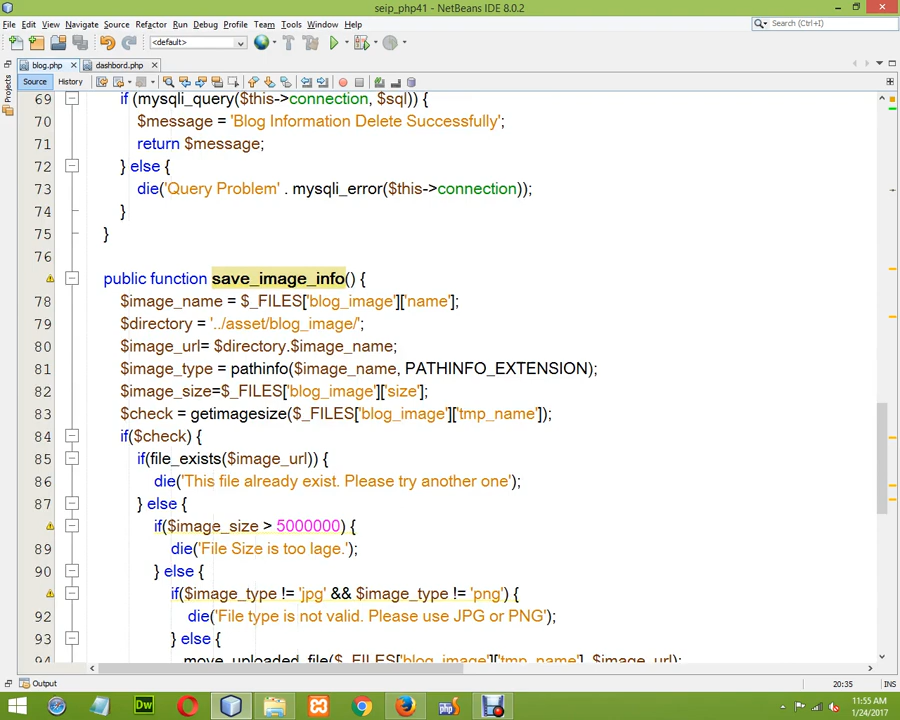 seip_php41 - NetBeans IDE 8.0.2
File Edit View Navigate Source Refactor Run Debug Profile Team Tools Window Help
<default>
Search (Ctrl+I)
blog.php dashbord.php
Source History
Projects
69 if (mysqli_query($this->connection, $sql)) {
70 $message = 'Blog Information Delete Successfully';
71 return $message;
72 } else {
73 die('Query Problem' . mysqli_error($this->connection));
74 }
75 }
76
public function save_image_info() {
78 $image_name = $_FILES['blog_image']['name'];
79 $directory = '../asset/blog_image/';
80 $image_url= $directory.$image_name;
81 $image_type = pathinfo($image_name, PATHINFO_EXTENSION);
82 $image_size=$_FILES['blog_image']['size'];
83 $check = getimagesize($_FILES['blog_image']['tmp_name']);
84 if($check) {
85 if(file_exists($image_url)) {
86 die('This file already exist. Please try another one');
87 } else {
if($image_size > 5000000) {
89 die('File Size is too lage.');
90 } else {
if($image_type != 'jpg' && $image_type != 'png') {
92 die('File type is not valid. Please use JPG or PNG');
93 } else {
94 move_uploaded_file($_FILES['blog_image']['tmp_name'], $image_url);
Output
20:35 INS
Dw
php
11:55 AM
1/24/2017